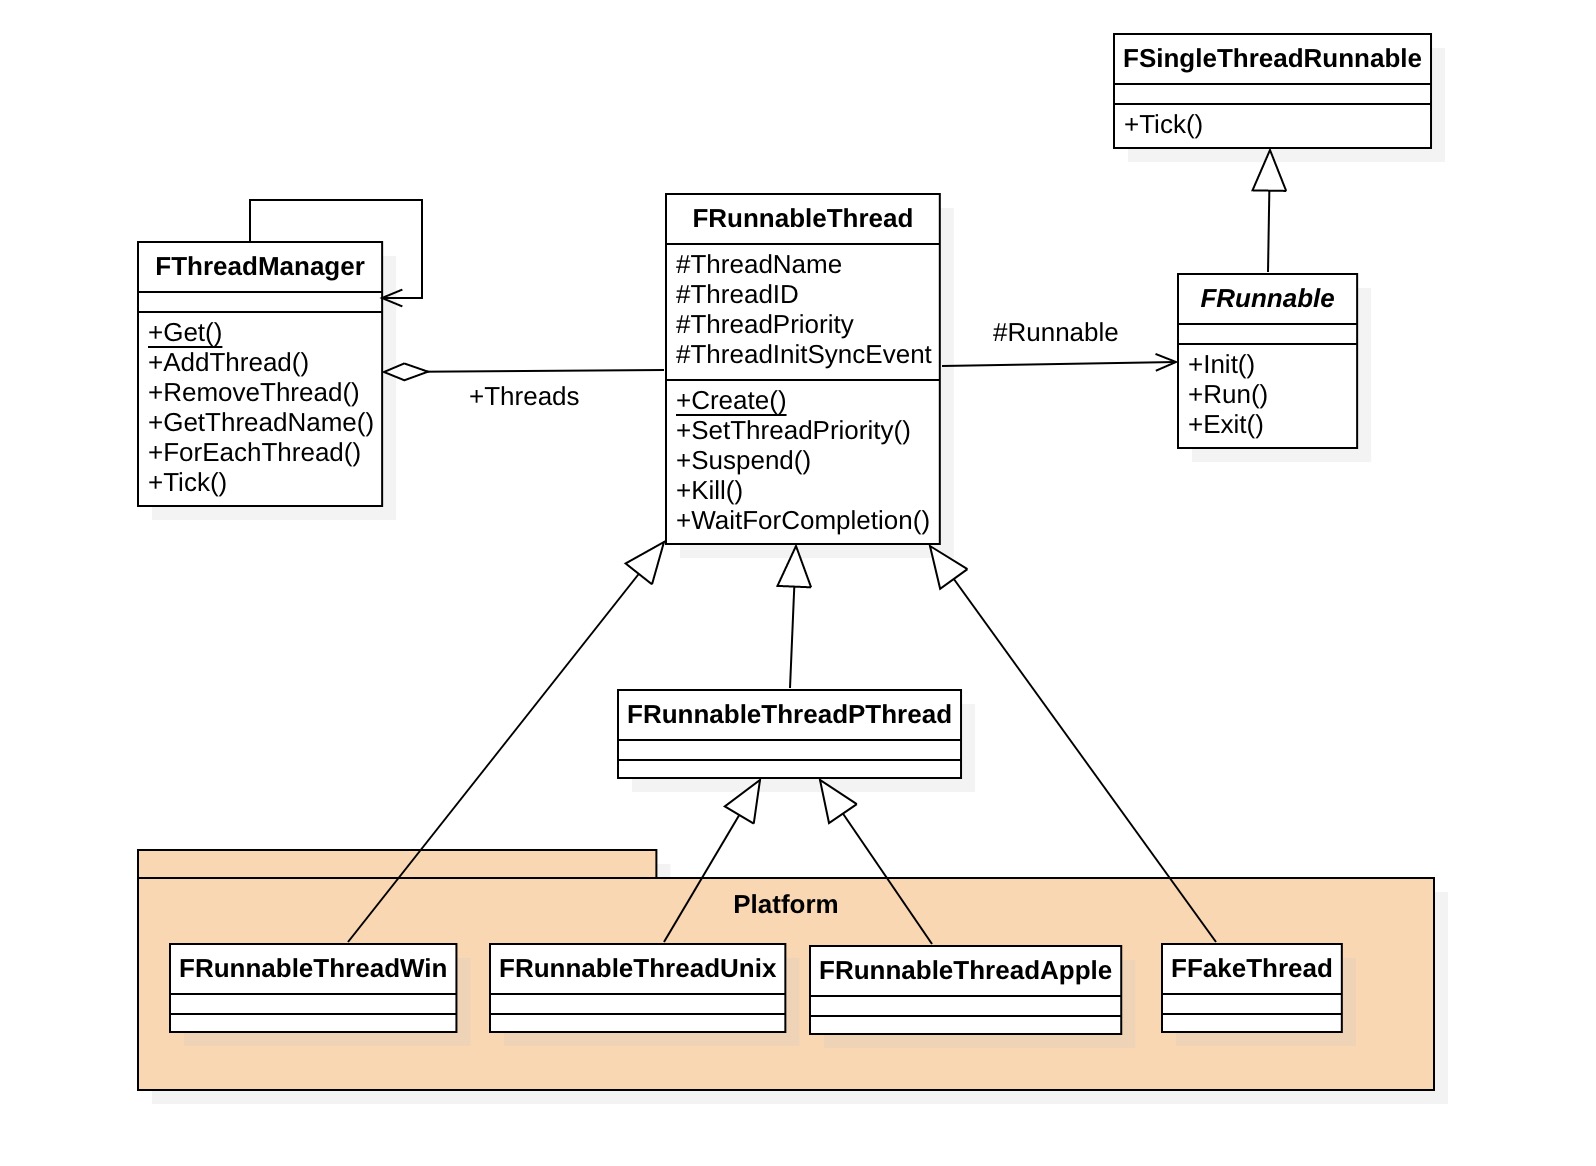 FSingleThreadRunnable
+Tick()
FThreadManager
+Get()
+AddThread()
+RemoveThread()
+GetThreadName()
+ForEachThread()
+Tick()
+Threads
FRunnableThread
#ThreadName
#ThreadID
#ThreadPriority
#ThreadInitSyncEvent
+Create()
+SetThreadPriority()
+Suspend()
+Kill()
+WaitForCompletion()
#Runnable
FRunnable
+Init()
+Run()
+Exit()
FRunnableThreadPThread
Platform
FRunnableThreadWin
FRunnableThreadUnix
FRunnableThreadApple
FFakeThread